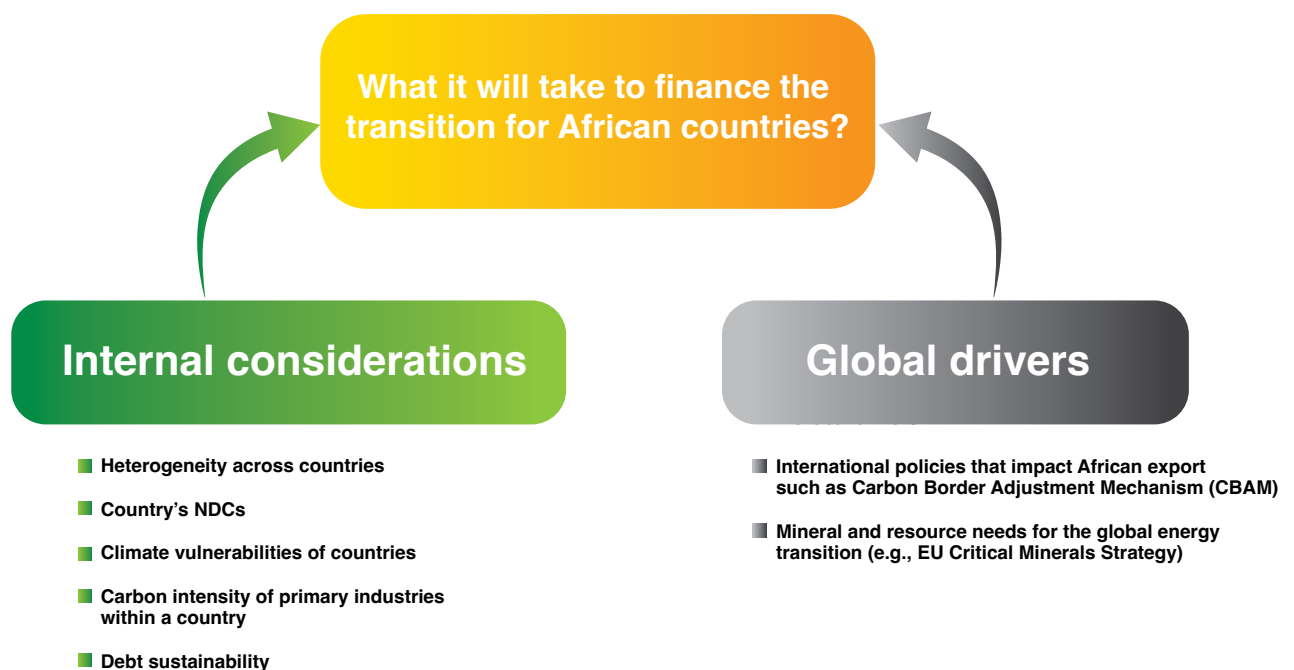 What it will take to finance the
transition for African countries?
Internal considerations
Global drivers
Heterogeneity across countries
Country's NDCs
Climate vulnerabilities of countries
Carbon intensity of primary industries
within a country
Debt sustainability
International policies that impact African export
such as Carbon Border Adjustment Mechanism (CBAM)
Mineral and resource needs for the global energy
transition (e.g., EU Critical Minerals Strategy)